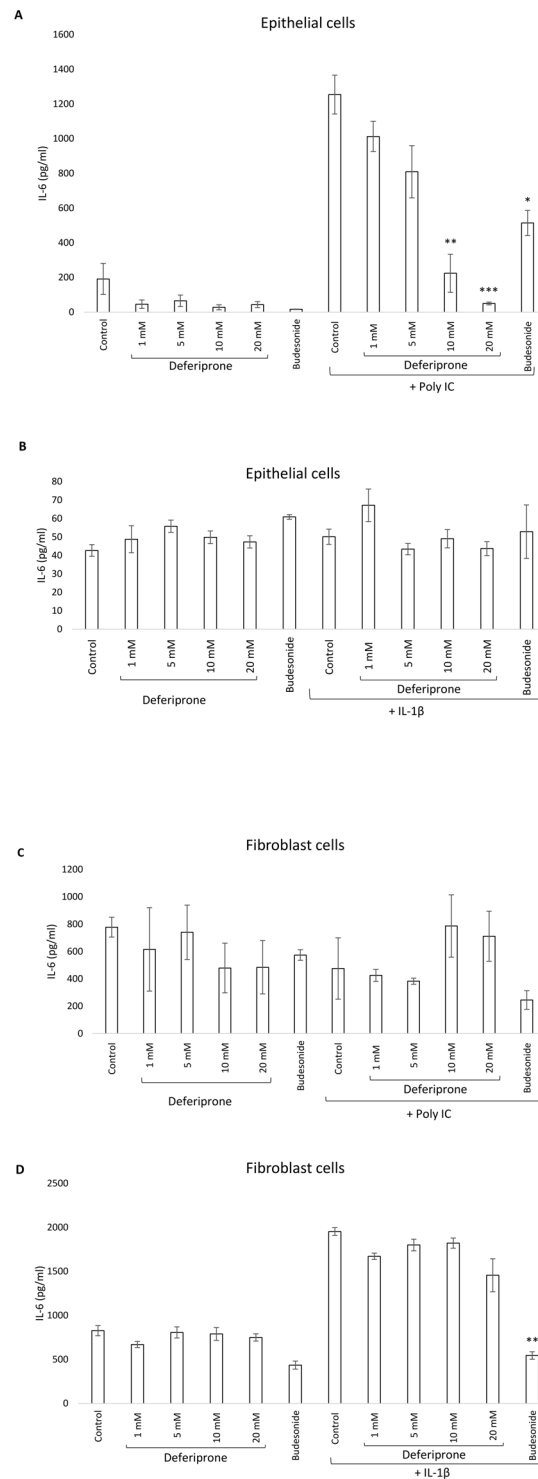 A
Epithelial cells
IL-6 (pg/ml)
1600
1400
1200
1000
800
600
400
200
0
** *** *
Control 1 mM 5 mM 10 mM 20 mM Budesonide Control 1 mM 5 mM 10 mM 20 mM Budesonide
Deferiprone Deferiprone
+ Poly IC
B
Epithelial cells
IL-6 (pg/ml)
80
70
60
50
40
30
20
10
0
Control 1 mM 5 mM 10 mM 20 mM Budesonide Control 1 mM 5 mM 10 mM 20 mM Budesonide
Deferiprone Deferiprone
+ IL-1β
C
Fibroblast cells
IL-6 (pg/ml)
1200
1000
800
600
400
200
0
Control 1 mM 5 mM 10 mM 20 mM Budesonide Control 1 mM 5 mM 10 mM 20 mM Budesonide
Deferiprone Deferiprone
+ Poly IC
D
Fibroblast cells
IL-6 (pg/ml)
2500
2000
1500
1000
500
0
**
Control 1 mM 5 mM 10 mM 20 mM Budesonide Control 1 mM 5 mM 10 mM 20 mM Budesonide
Deferiprone Deferiprone
+ IL-1β